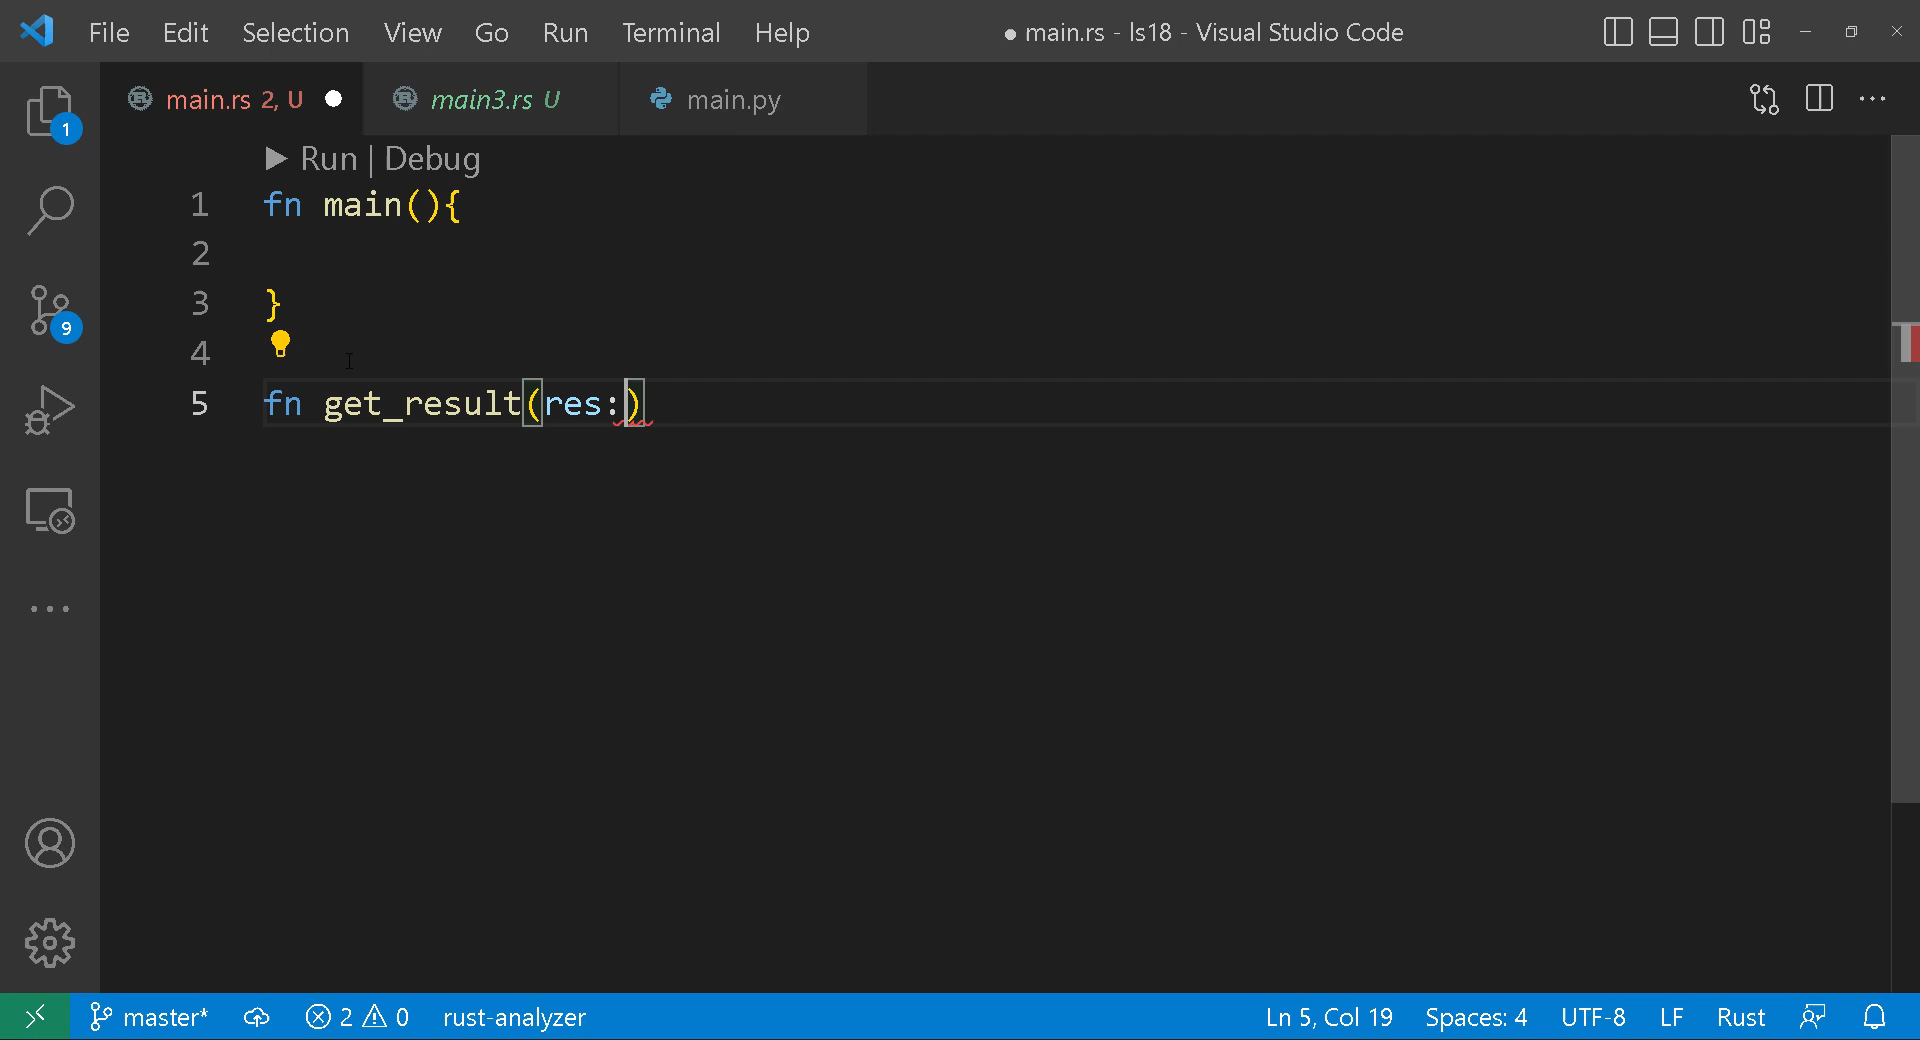 File Edit Selection View Go Run Terminal Help ● main.rs - ls18 - Visual Studio Code
main.rs 2, U ● main3.rs U main.py
Run | Debug
1 fn main(){
2
3 }
4
5 fn get_result(res:)
1
9
master* 2 0 rust-analyzer Ln 5, Col 19 Spaces: 4 UTF-8 LF Rust